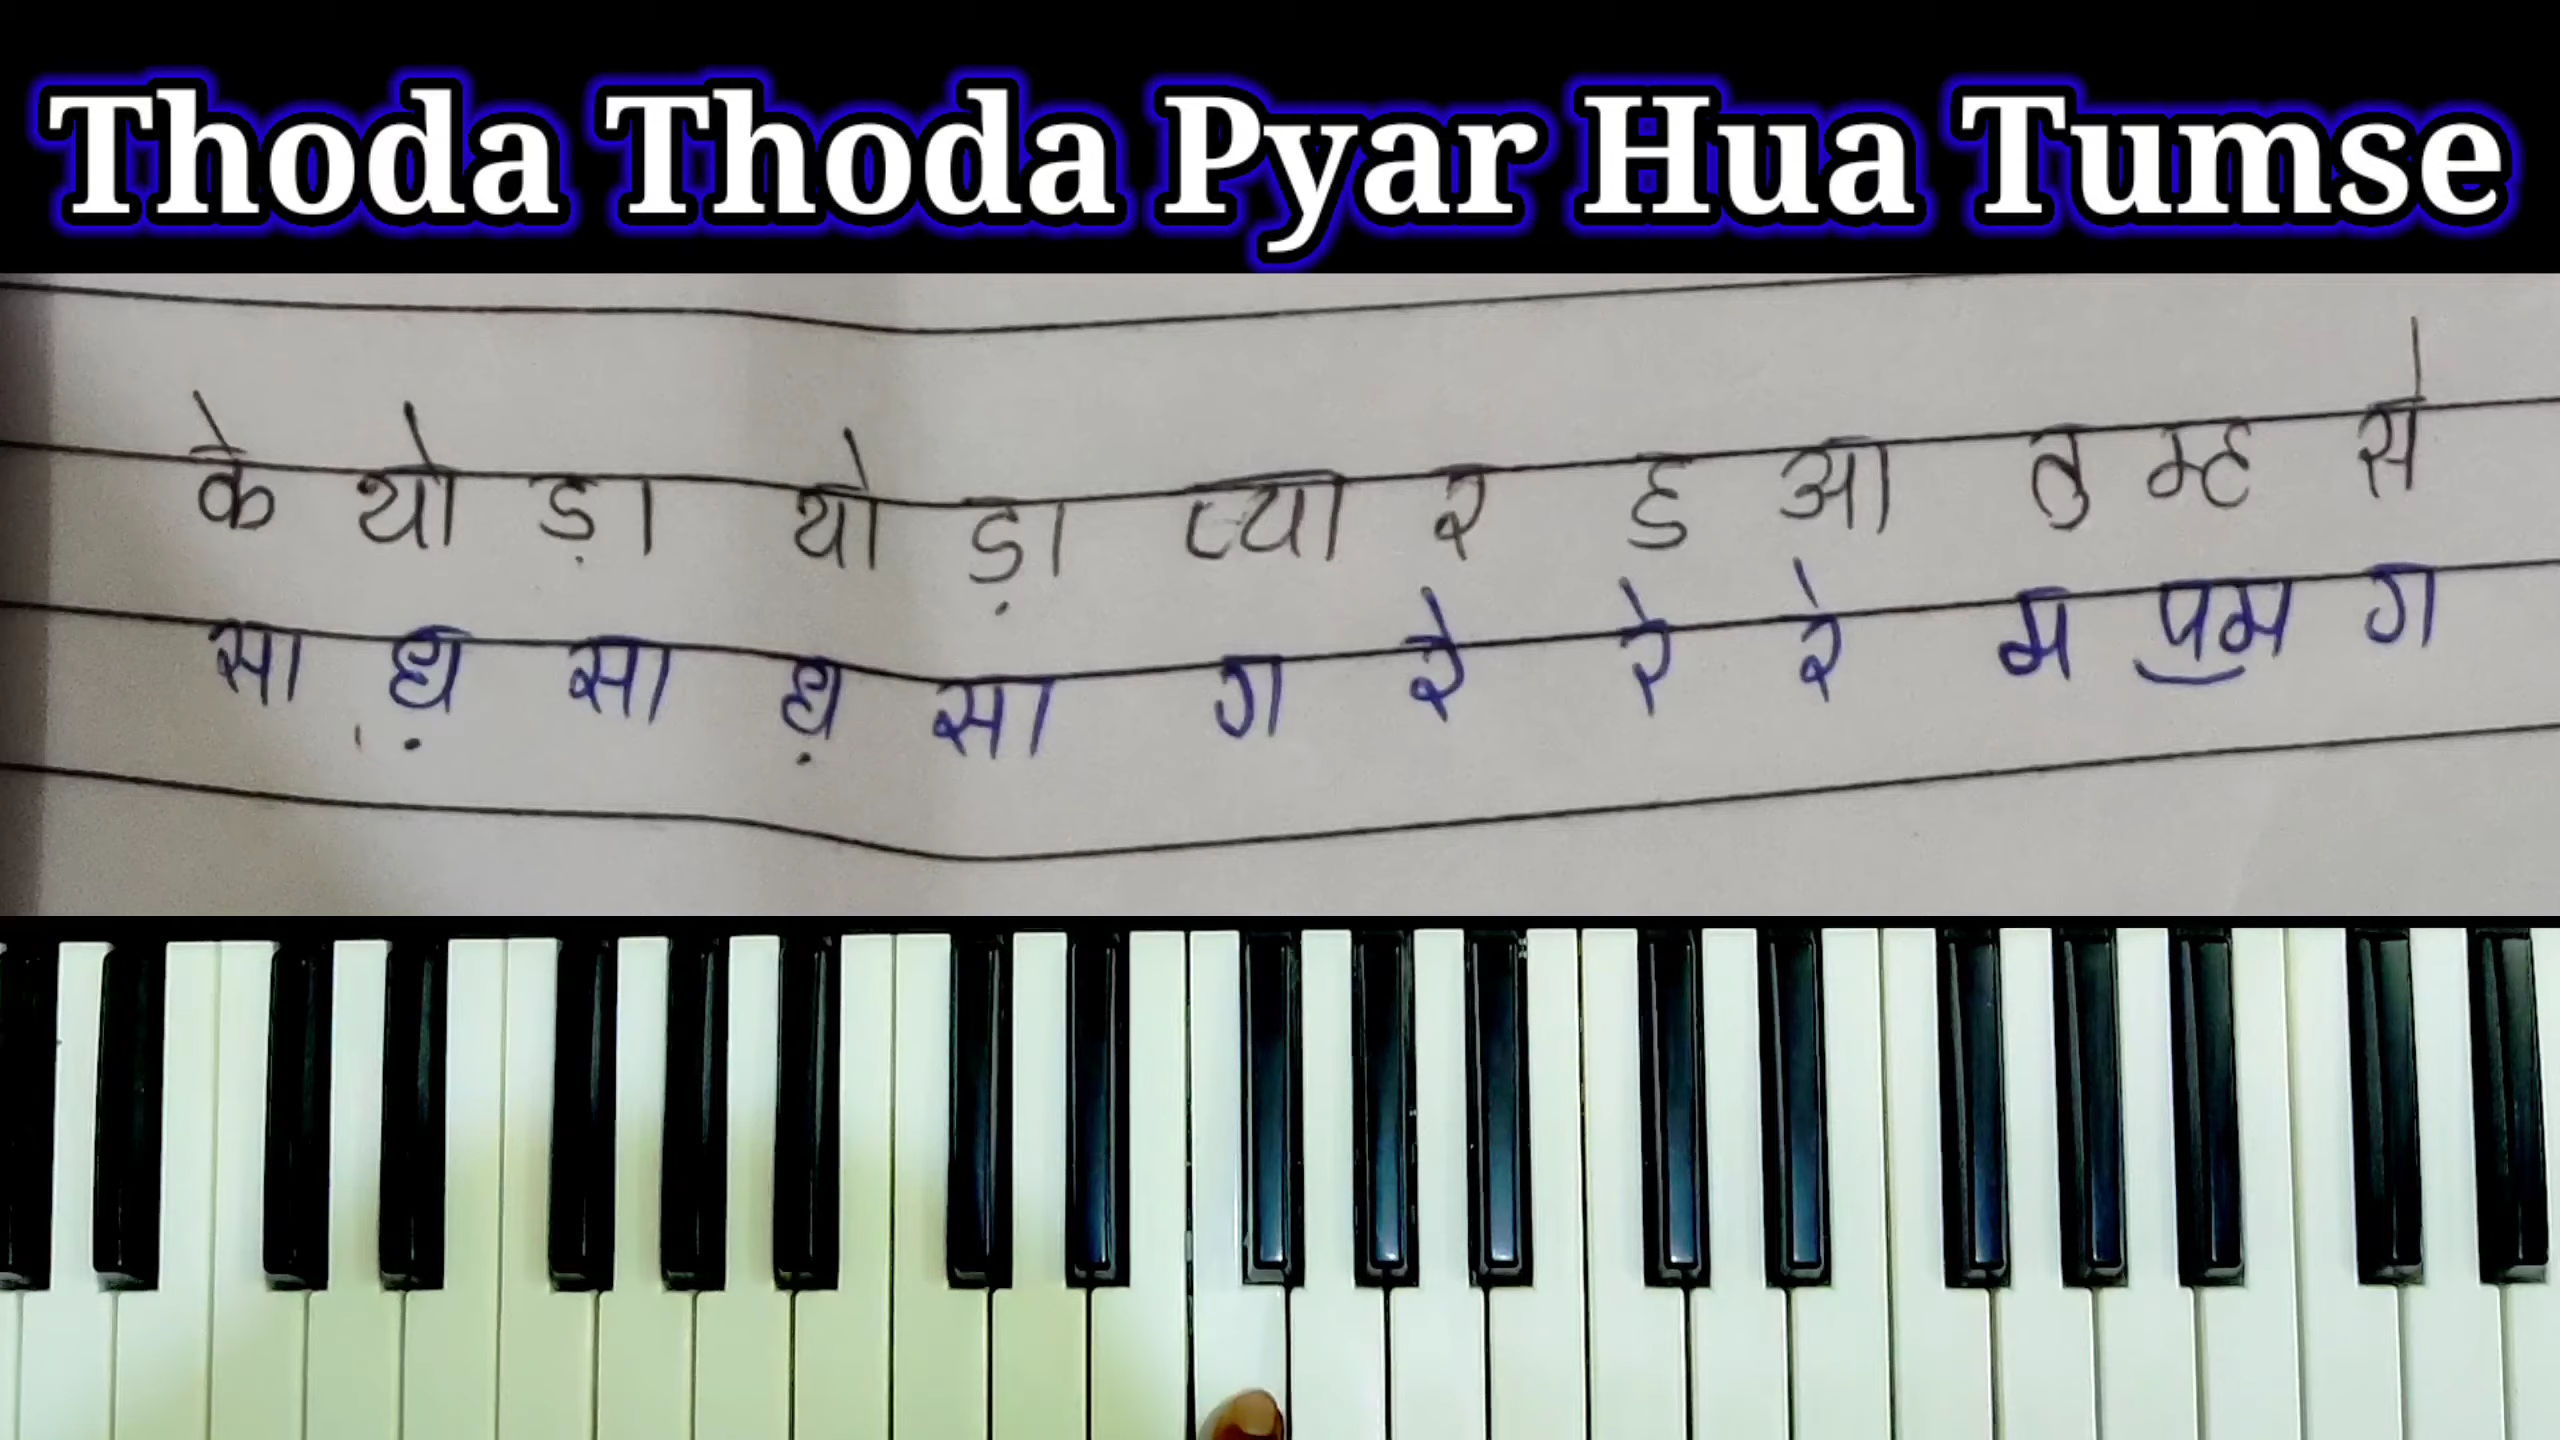 Thoda Thoda Pyar Hua Tumse
के थो ड़ा थो ड़ा प्या र हु आ तु म्ह से
सा ध़ सा ध़ सा ग रे रे रे म पम ग